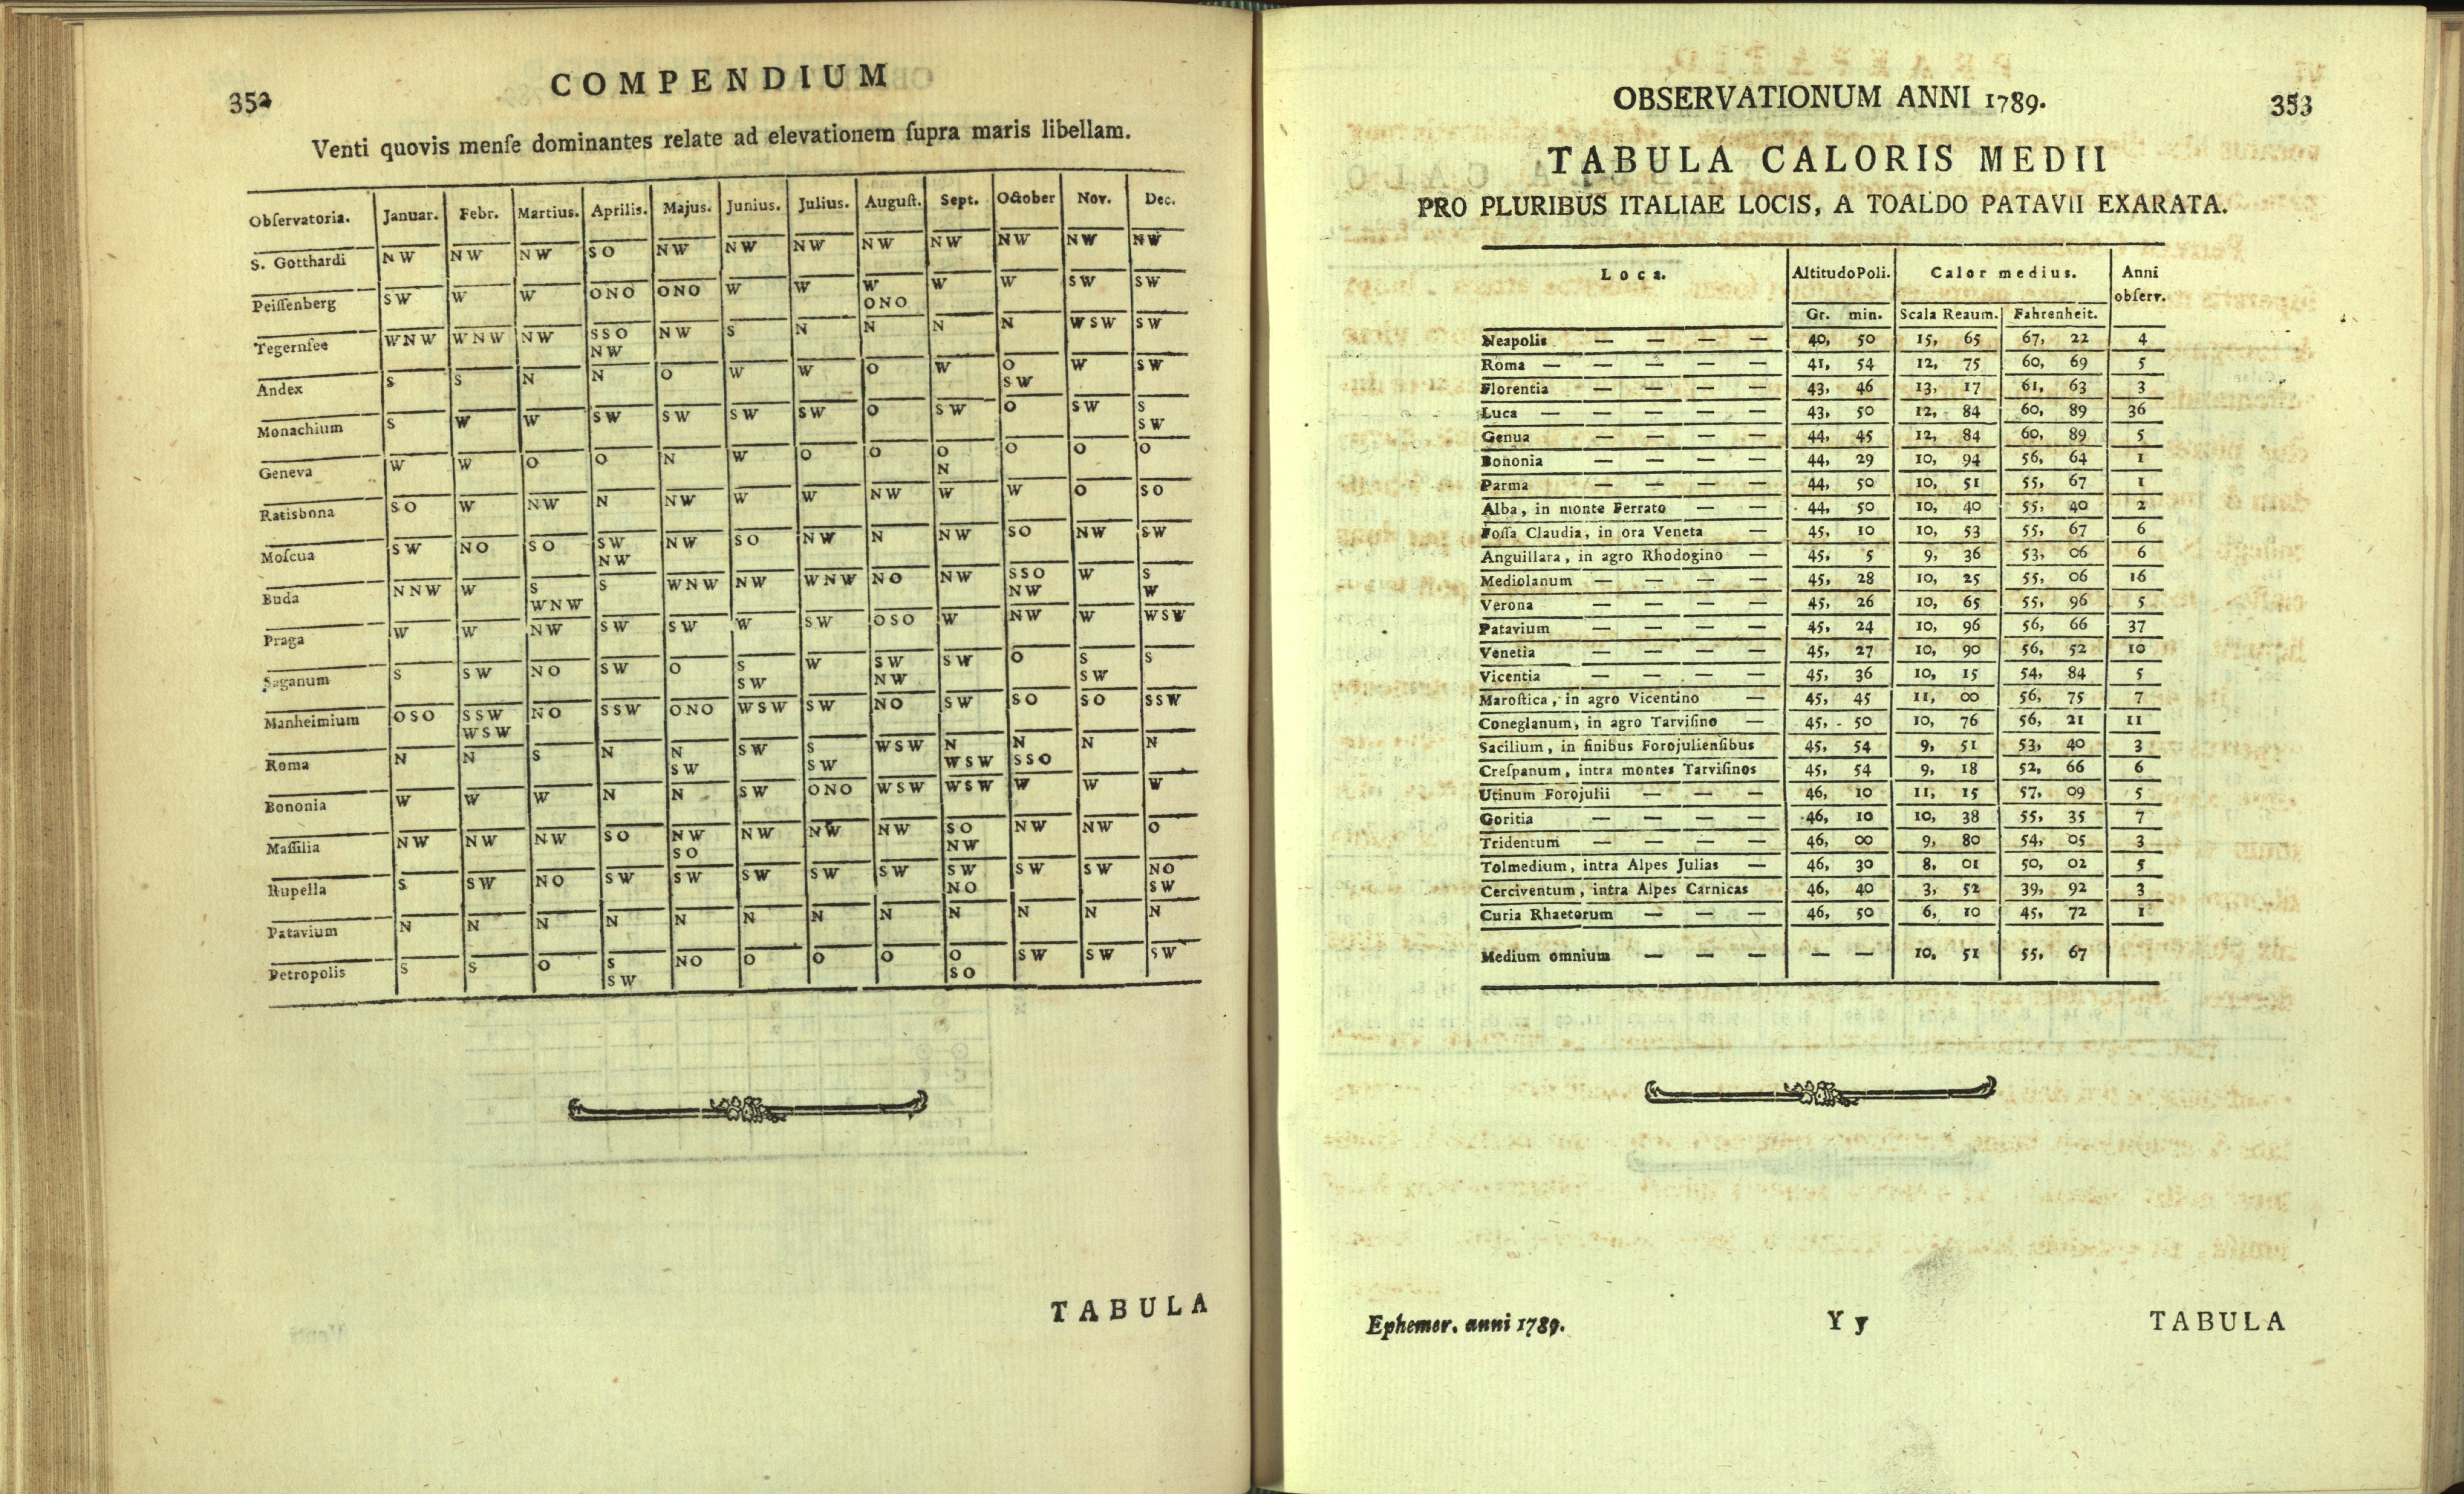 352
COMPENDIUM
Venti quovis menſe dominantes relate ad elevationem ſupra maris libellam.
Obſervatoria. Januar. Febr. Martius. Aprilis. Majus. Junius. Julius. Auguſt. Sept. October Nov. Dec.
S. Gotthardi NW NW NW SO NW NW NW NW NW NW NW NW
Peiſſenberg SW W W ONO ONO W W W W W SW SW
ONO
Tegernſee WNW WNW NW SSO NW S N N N N WSW SW
NW
Andex S S N N O W W O W O W SW
SW
Monachium S W W SW SW SW SW O SW O SW S
SW
Geneva W W O O N W O O O O O O
N
Ratisbona SO W NW N NW W W NW W W O SO
Moſcua SW NO SO SW NW SO NW N NW SO NW SW
NW
Buda NNW W S S WNW NW WNW NO NW SSO W S
WNW NW W
Praga W W NW SW SW W SW OSO W NW W WSW
Saganum S SW NO SW O S W SW SW O S S
SW NW SW
Manheimium OSO SSW NO SSW ONO WSW SW NO SW SO SO SSW
WSW
Roma N N S N N SW S WSW N N N N
SW SW WSW SSO
Bononia W W W N N SW ONO WSW WSW W W W
Maſſilia NW NW NW SO NW NW NW NW SO NW NW O
SO NW
Rupella S SW NO SW SW SW SW SW SW SW SW NO
NO SW
Patavium N N N N N N N N N N N N
Petropolis S S O S NO O O O O SW SW SW
SW SO
TABULA
OBSERVATIONUM ANNI 1789. 353
TABULA CALORIS MEDII
PRO PLURIBUS ITALIAE LOCIS, A TOALDO PATAVII EXARATA.
Loca. Altitudo Poli. Calor medius. Anni
obſerv.
Gr. min. Scala Reaum. Fahrenheit.
Neapolis — — — — 40, 50 15, 65 67, 22 4
Roma — — — — — 41, 54 12, 75 60, 69 5
Florentia — — — — 43, 46 13, 17 61, 63 3
Luca — — — — — 43, 50 12, 84 60, 89 36
Genua — — — — 44, 45 12, 84 60, 89 5
Bononia — — — — 44, 29 10, 94 56, 64 1
Parma — — — — 44, 50 10, 51 55, 67 1
Alba, in monte Ferrato — — 44, 50 10, 40 55, 40 2
Foſſa Claudia, in ora Veneta — 45, 10 10, 53 55, 67 6
Anguillara, in agro Rhodogino — 45, 5 9, 36 53, 06 6
Mediolanum — — — — 45, 28 10, 25 55, 06 16
Verona — — — — 45, 26 10, 65 55, 96 5
Patavium — — — — 45, 24 10, 96 56, 66 37
Venetia — — — — 45, 27 10, 90 56, 52 10
Vicentia — — — — 45, 36 10, 15 54, 84 5
Maroſtica, in agro Vicentino — 45, 45 11, 00 56, 75 7
Coneglanum, in agro Tarviſino — 45, 50 10, 76 56, 21 11
Sacilium, in finibus Forojulienſibus 45, 54 9, 51 53, 40 3
Creſpanum, intra montes Tarviſinos 45, 54 9, 18 52, 66 6
Utinum Forojulii — — — 46, 10 11, 15 57, 09 5
Goritia — — — — 46, 10 10, 38 55, 35 7
Tridentum — — — — 46, 00 9, 80 54, 05 3
Tolmedium, intra Alpes Julias — 46, 30 8, 01 50, 02 5
Cerciventum, intra Alpes Carnicas 46, 40 3, 52 39, 92 3
Curia Rhaetorum — — — 46, 50 6, 10 45, 72 1
Medium omnium — — — — — 10, 51 55, 67
Ephemer. anni 1789. Y y TABULA